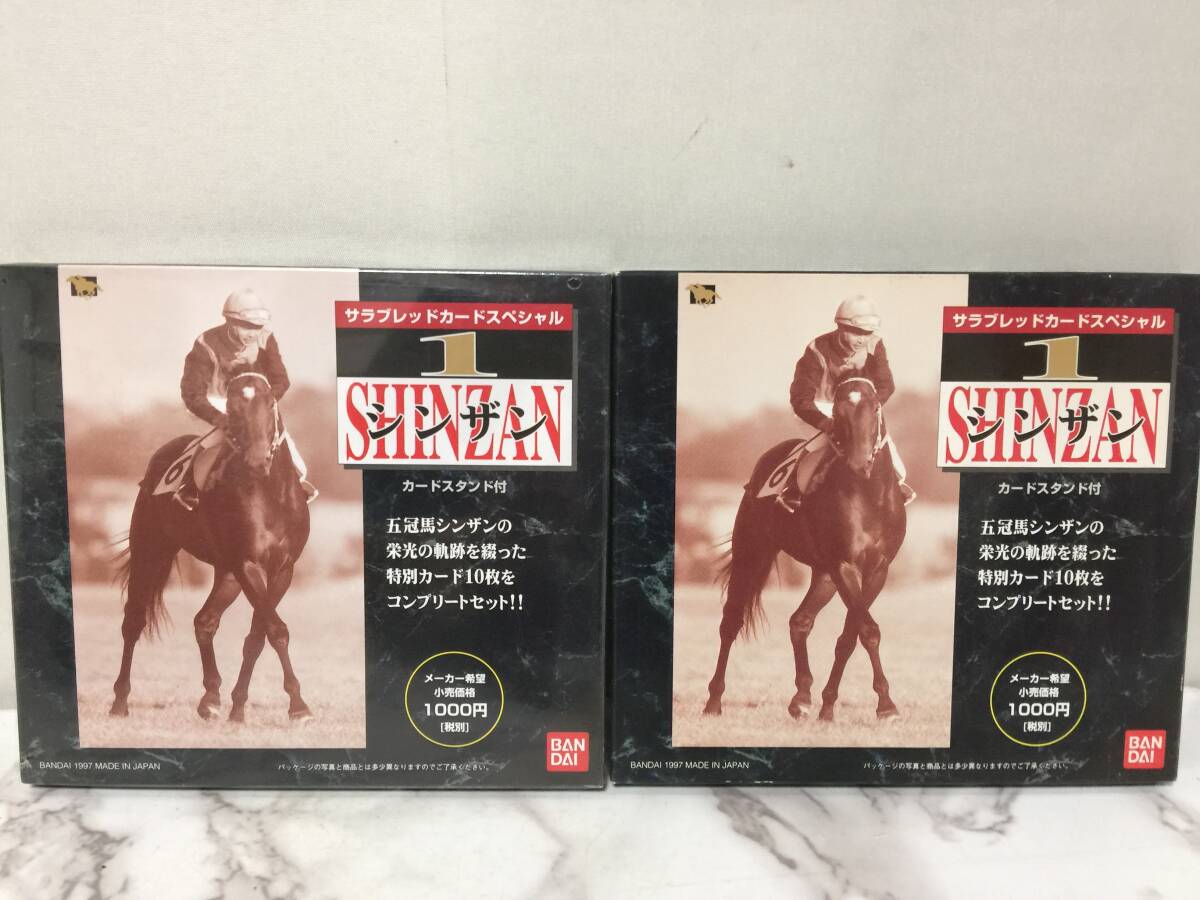 サラブレッドカードスペシャル
1
SHINZAN
シンザン
カードスタンド付
五冠馬シンザンの
栄光の軌跡を綴った
特別カード10枚を
コンプリートセット!!
メーカー希望
小売価格
1000円
[税別]
6
BANDAI 1997 MADE IN JAPAN
パッケージの写真と商品とは多少異なりますのでご了承ください。
BAN
DAI
サラブレッドカードスペシャル
1
SHINZAN
シンザン
カードスタンド付
五冠馬シンザンの
栄光の軌跡を綴った
特別カード10枚を
コンプリートセット!!
メーカー希望
小売価格
1000円
[税別]
6
BANDAI 1997 MADE IN JAPAN
パッケージの写真と商品とは多少異なりますのでご了承ください。
BAN
DAI